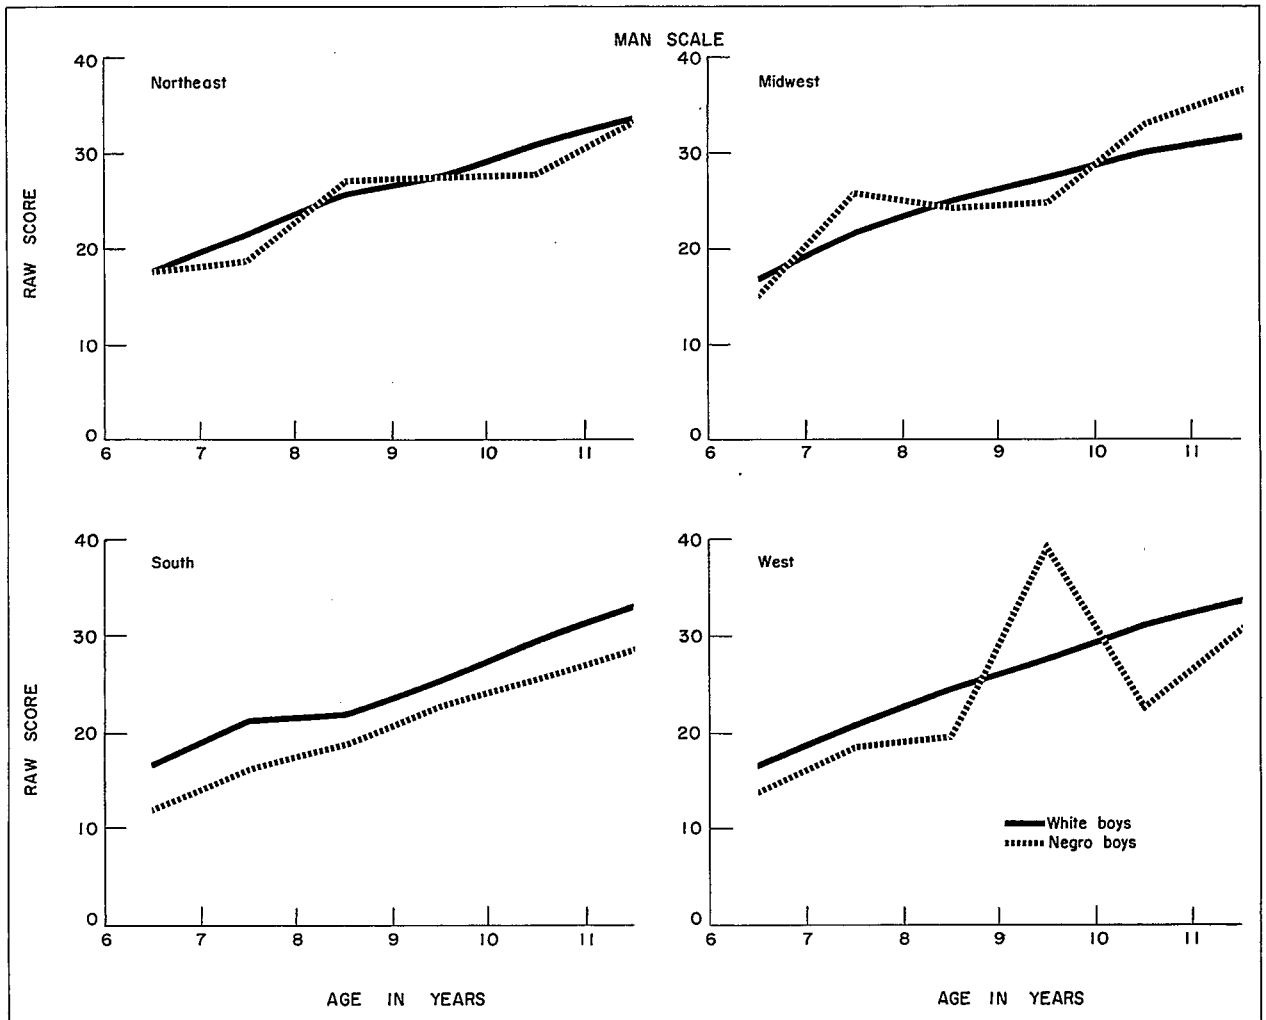 MAN SCALE
Northeast
40
30
20
10
0
6 7 8 9 10 11
RAW SCORE
Midwest
40
30
20
10
0
6 7 8 9 10 11
South
40
30
20
10
0
6 7 8 9 10 11
RAW SCORE
AGE IN YEARS
West
40
30
20
10
0
6 7 8 9 10 11
White boys
Negro boys
AGE IN YEARS